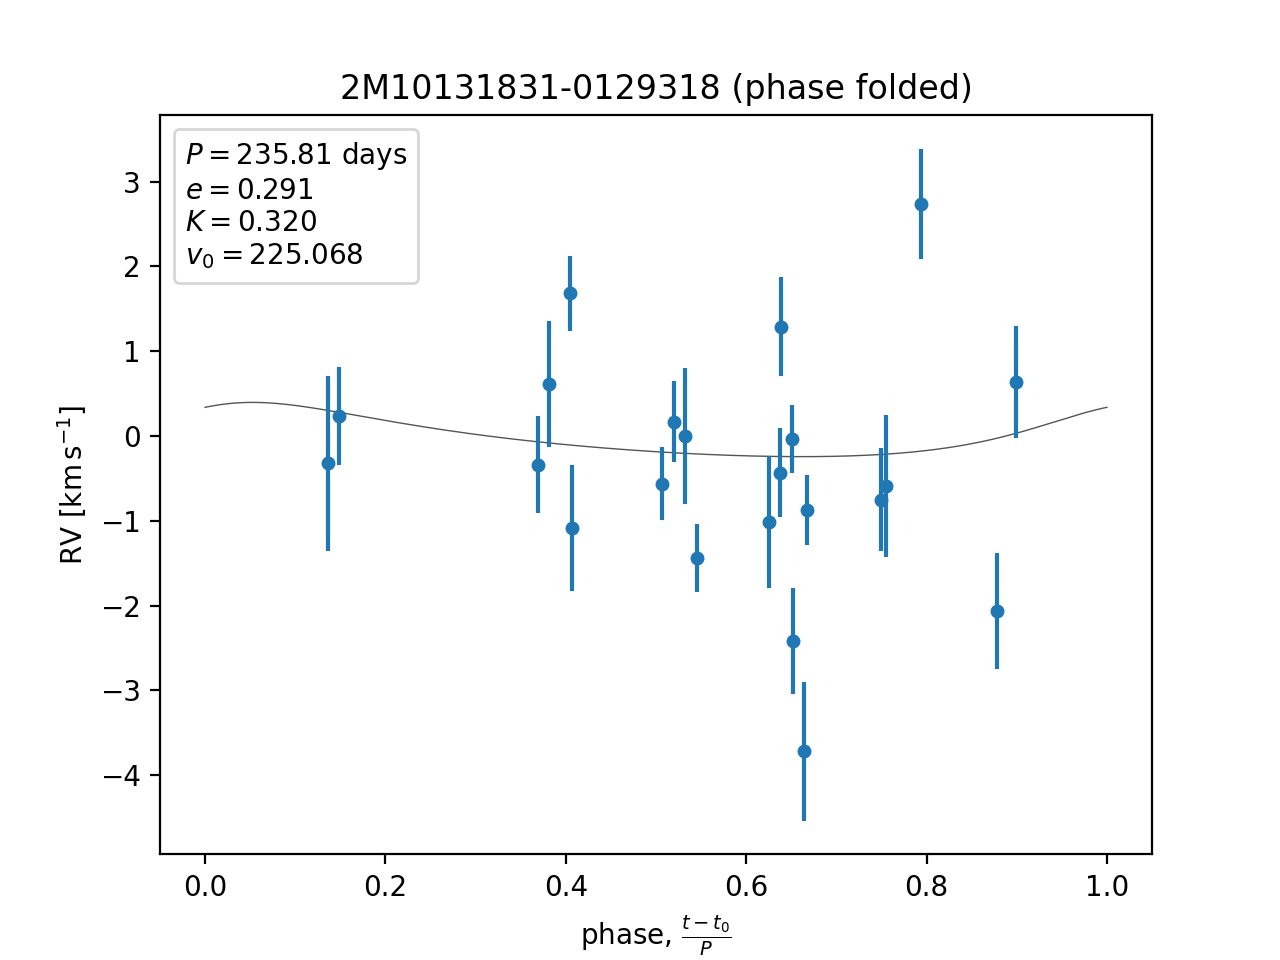 2M10131831-0129318 (phase folded)
P = 235.81 days
e = 0.291
K = 0.320
v₀ = 225.068
3
2
1
0
−1
−2
−3
−4
RV [km s⁻¹]
0.0 0.2 0.4 0.6 0.8 1.0
phase, (t − t₀)/P